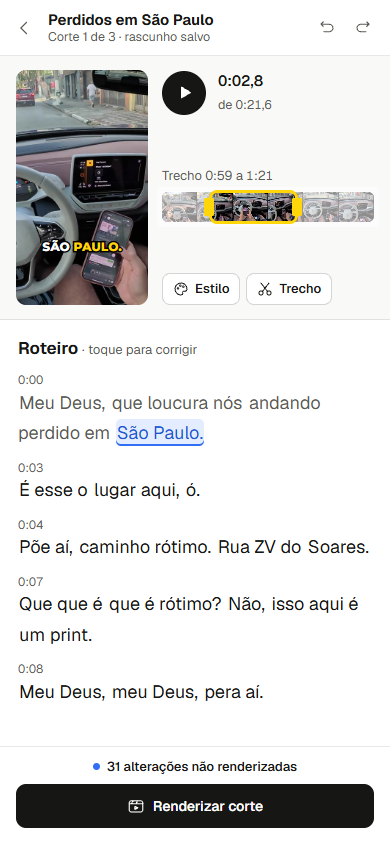 Perdidos em São Paulo
Corte 1 de 3 · rascunho salvo
0:02,8
de 0:21,6
SÃO PAULO.
Trecho 0:59 a 1:21
Estilo
Trecho
Roteiro · toque para corrigir
0:00
Meu Deus, que loucura nós andando
perdido em São Paulo.
0:03
É esse o lugar aqui, ó.
0:04
Põe aí, caminho rótimo. Rua ZV do Soares.
0:07
Que que é que é rótimo? Não, isso aqui é
um print.
0:08
Meu Deus, meu Deus, pera aí.
31 alterações não renderizadas
Renderizar corte